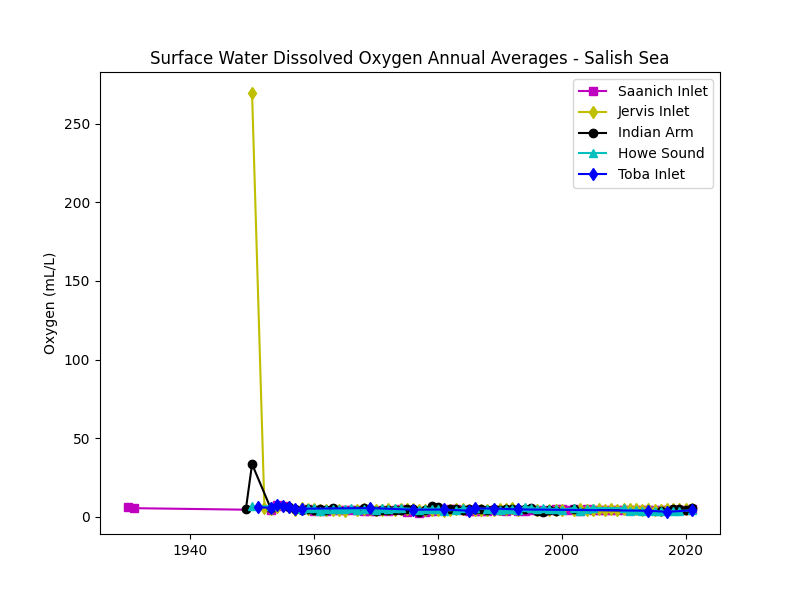 Surface Water Dissolved Oxygen Annual Averages - Salish Sea
Saanich Inlet
Jervis Inlet
Indian Arm
Howe Sound
Toba Inlet
Oxygen (mL/L)
250
200
150
100
50
0
1940 1960 1980 2000 2020